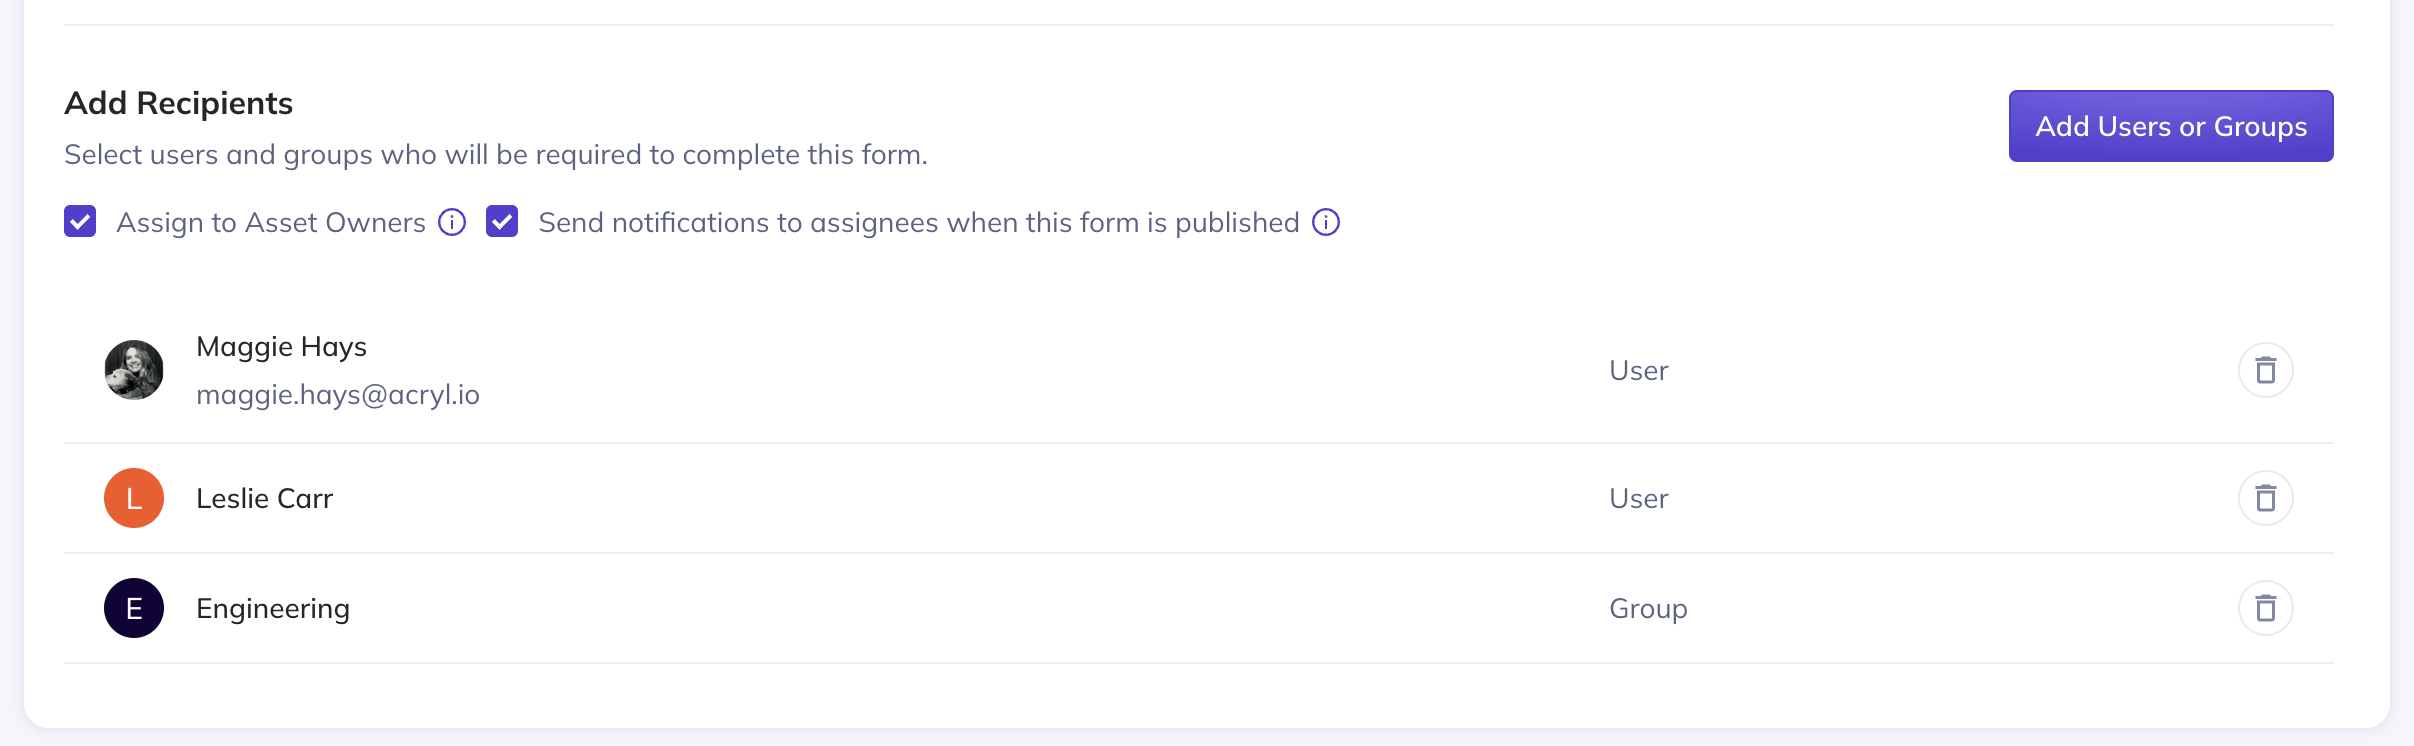 Add Recipients
Add Users or Groups
Select users and groups who will be required to complete this form.
Assign to Asset Owners
Send notifications to assignees when this form is published
Maggie Hays
maggie.hays@acryl.io
User
L
Leslie Carr
User
E
Engineering
Group